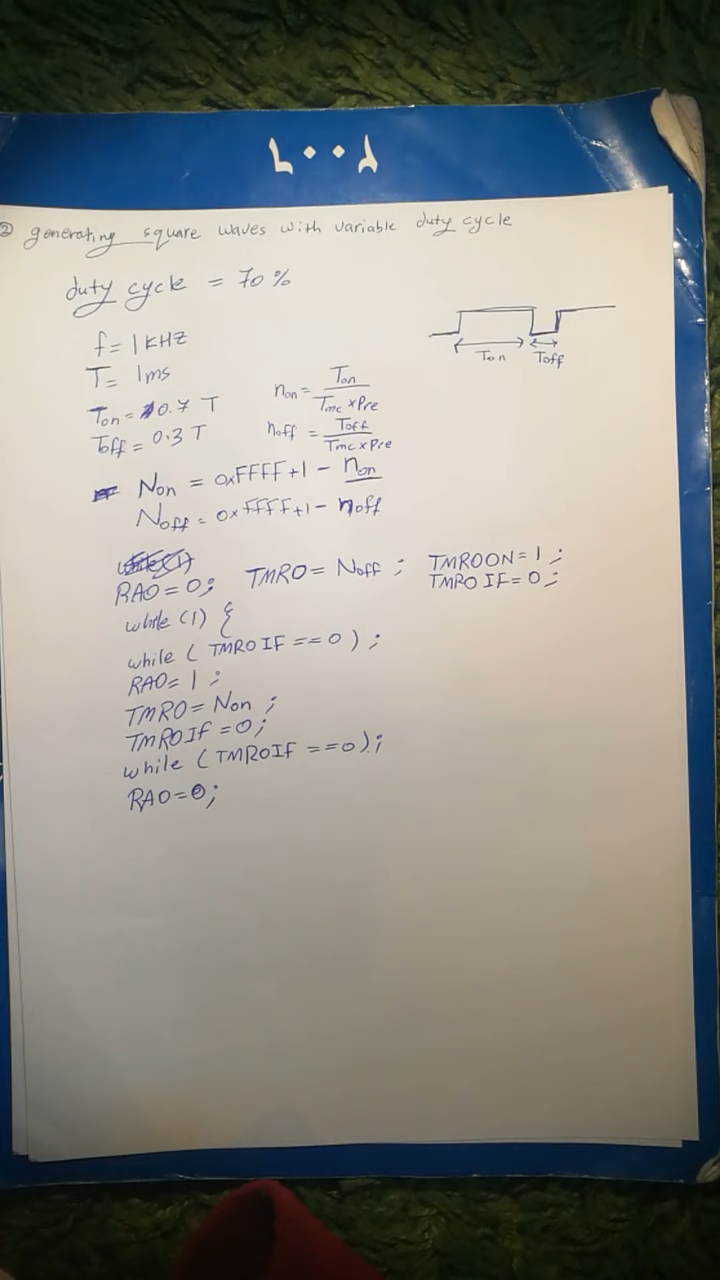 ٢٠٠٨
② generating square waves with variable duty cycle
duty cycle = 70%
f= 1 KHZ
T= 1ms
Ton = 0.7 T
Toff = 0.3 T
Ton Toff
non = Ton / Tmc × Pre
noff = Toff / Tmc × Pre
Non = 0xFFFF+1 - non
Noff = 0xFFFF+1 - noff
while(1)
RA0 = 0; TMR0 = Noff ; TMR0ON = 1 ;
TMR0IF = 0 ;
while (1) {
while ( TMR0IF == 0 ) ;
RA0 = 1 ;
TMR0 = Non ;
TMR0If = 0;
while ( TMR0If == 0 );
RA0 = 0;